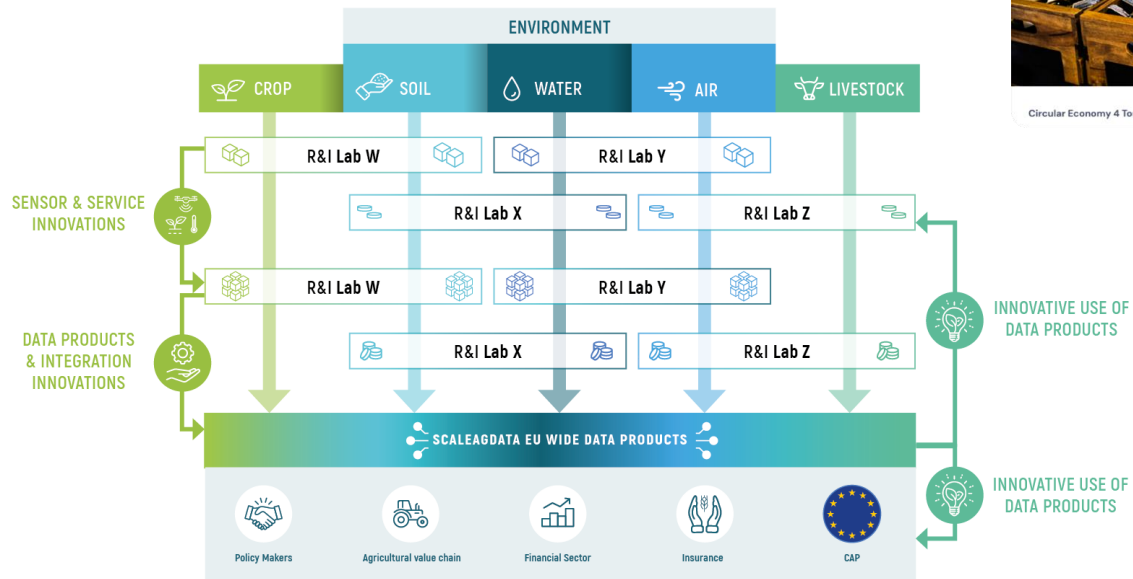 ENVIRONMENT
CROP
SOIL
WATER
AIR
LIVESTOCK
Circular Economy 4
R&I Lab W
R&I Lab Y
SENSOR & SERVICE
INNOVATIONS
R&I Lab X
R&I Lab Z
R&I Lab W
R&I Lab Y
INNOVATIVE USE OF
DATA PRODUCTS
DATA PRODUCTS
& INTEGRATION
INNOVATIONS
R&I Lab X
R&I Lab Z
SCALEAGDATA EU WIDE DATA PRODUCTS
INNOVATIVE USE OF
DATA PRODUCTS
Policy Makers
Agricultural value chain
Financial Sector
Insurance
CAP